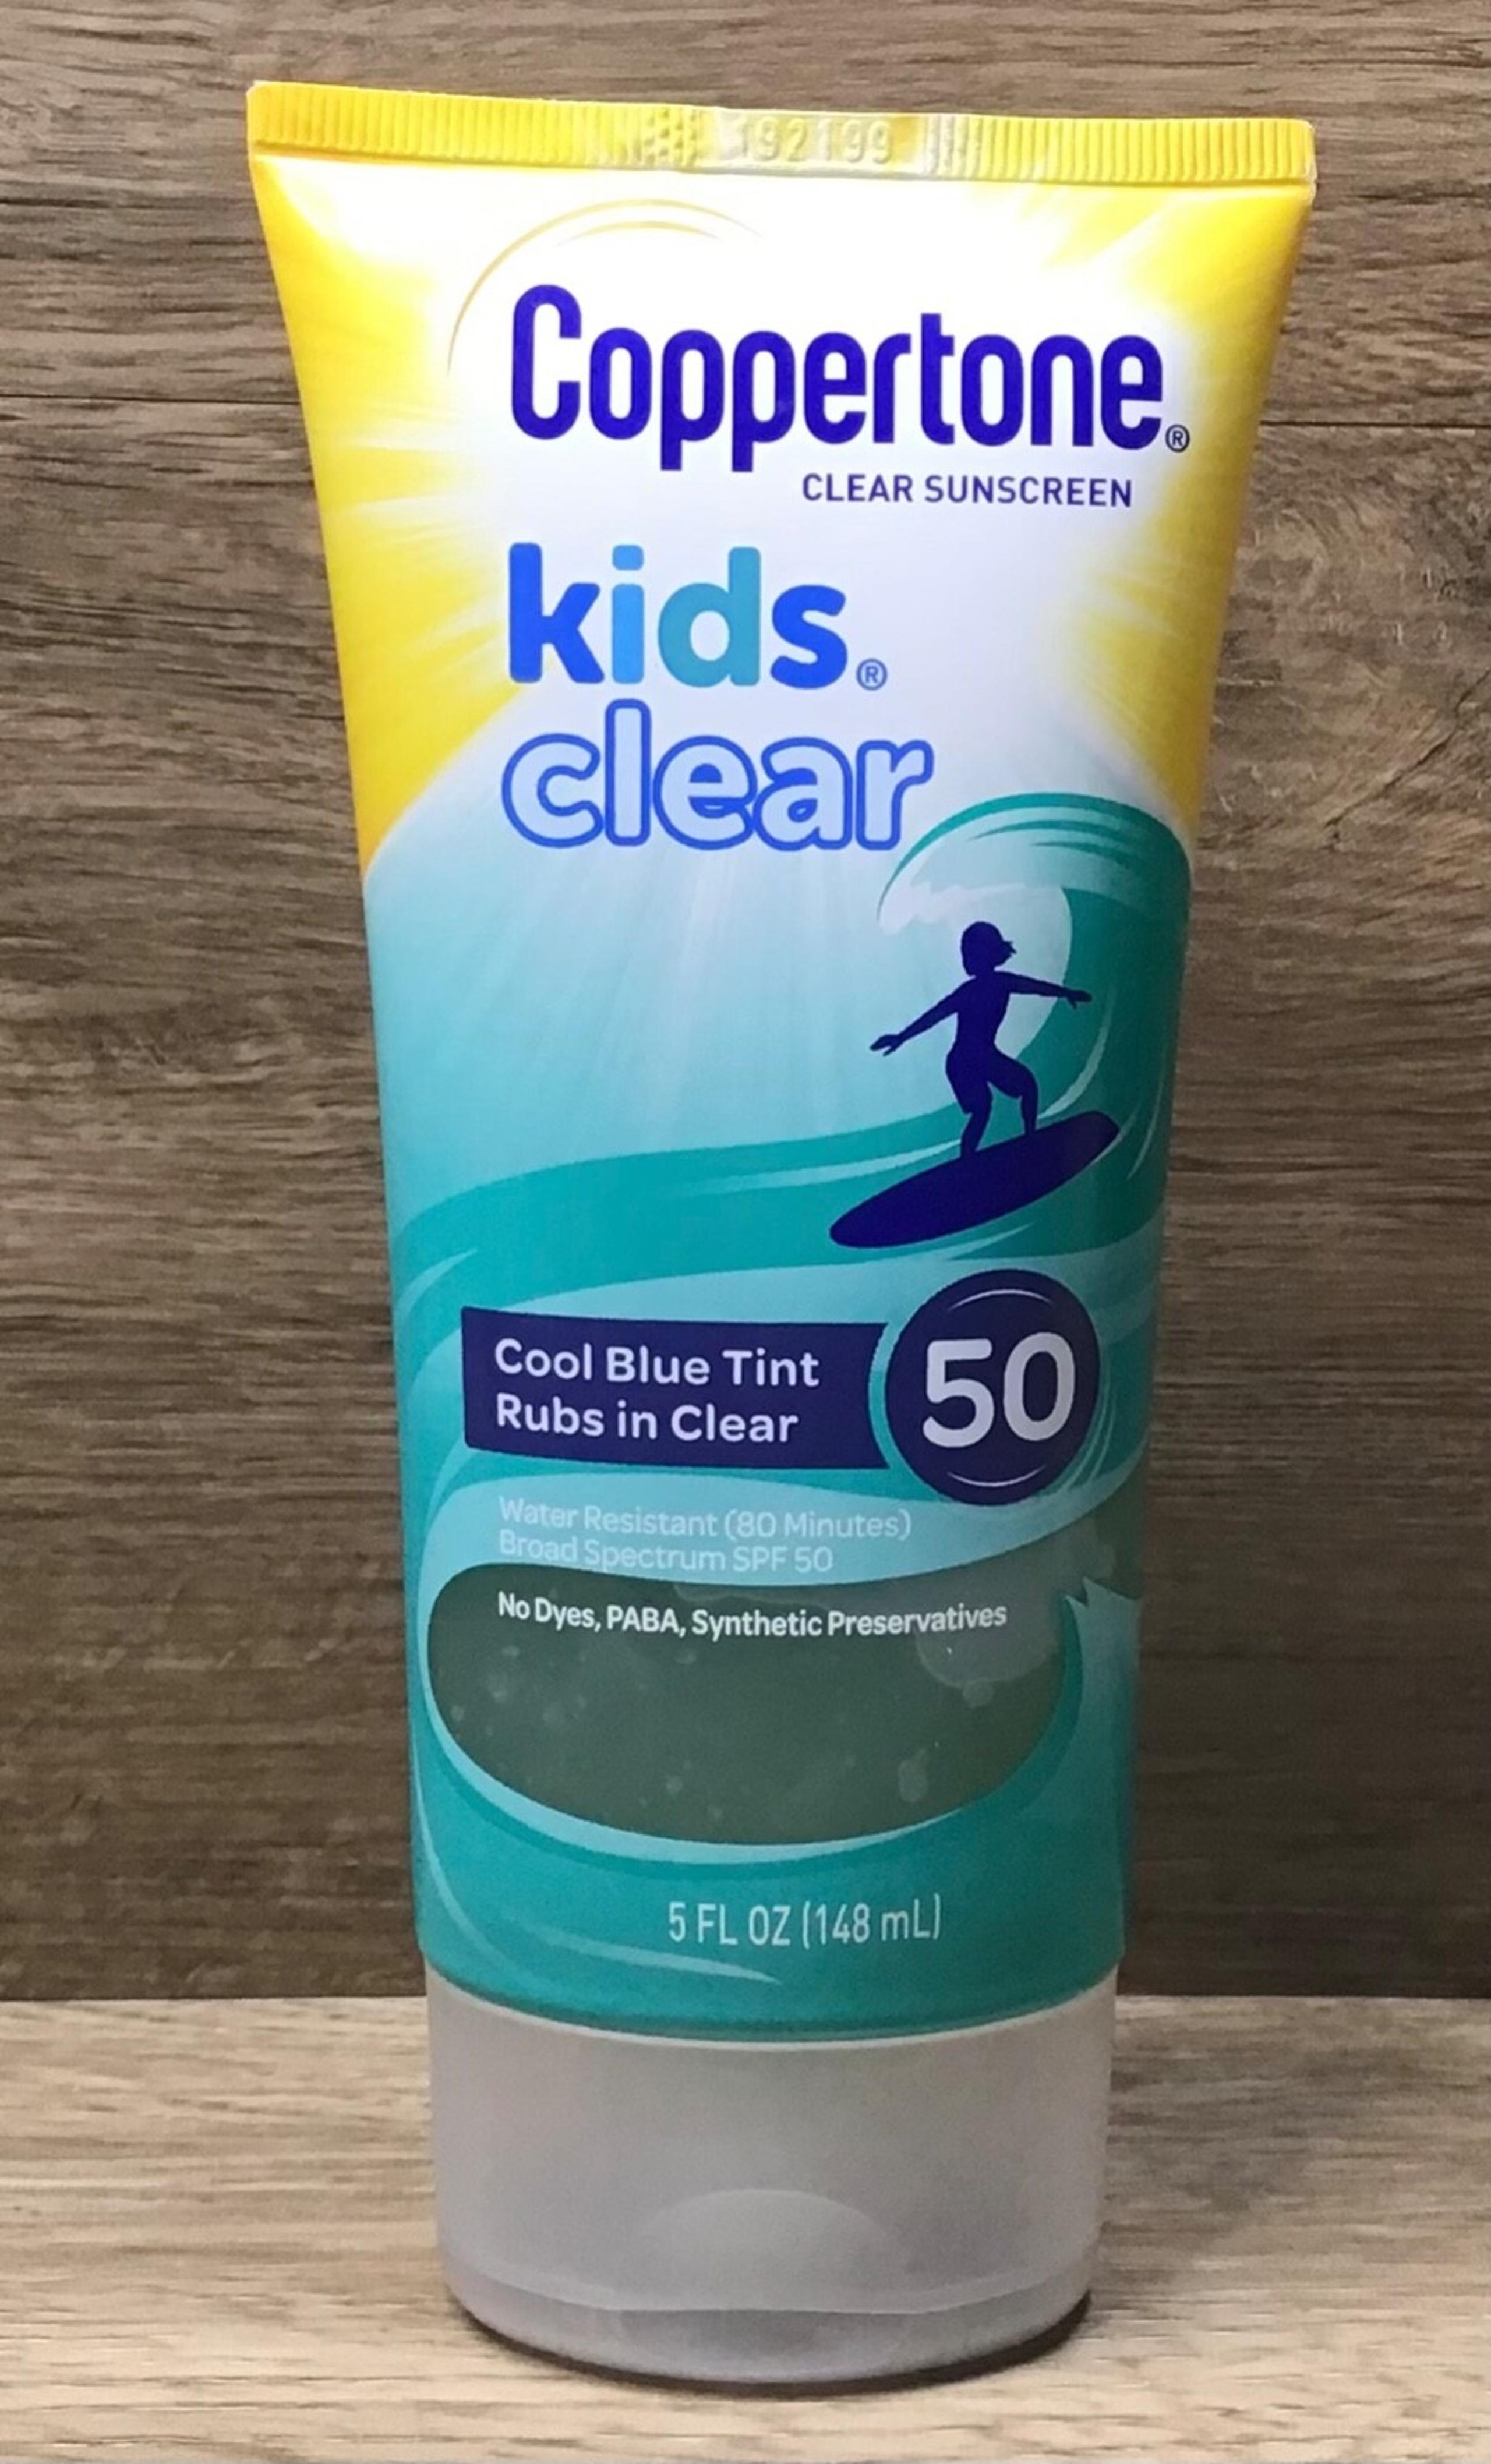 192199
Coppertone®
CLEAR SUNSCREEN
kids®
clear
Cool Blue Tint
Rubs in Clear
50
Water Resistant (80 Minutes)
Broad Spectrum SPF 50
No Dyes, PABA, Synthetic Preservatives
5 FL OZ (148 mL)